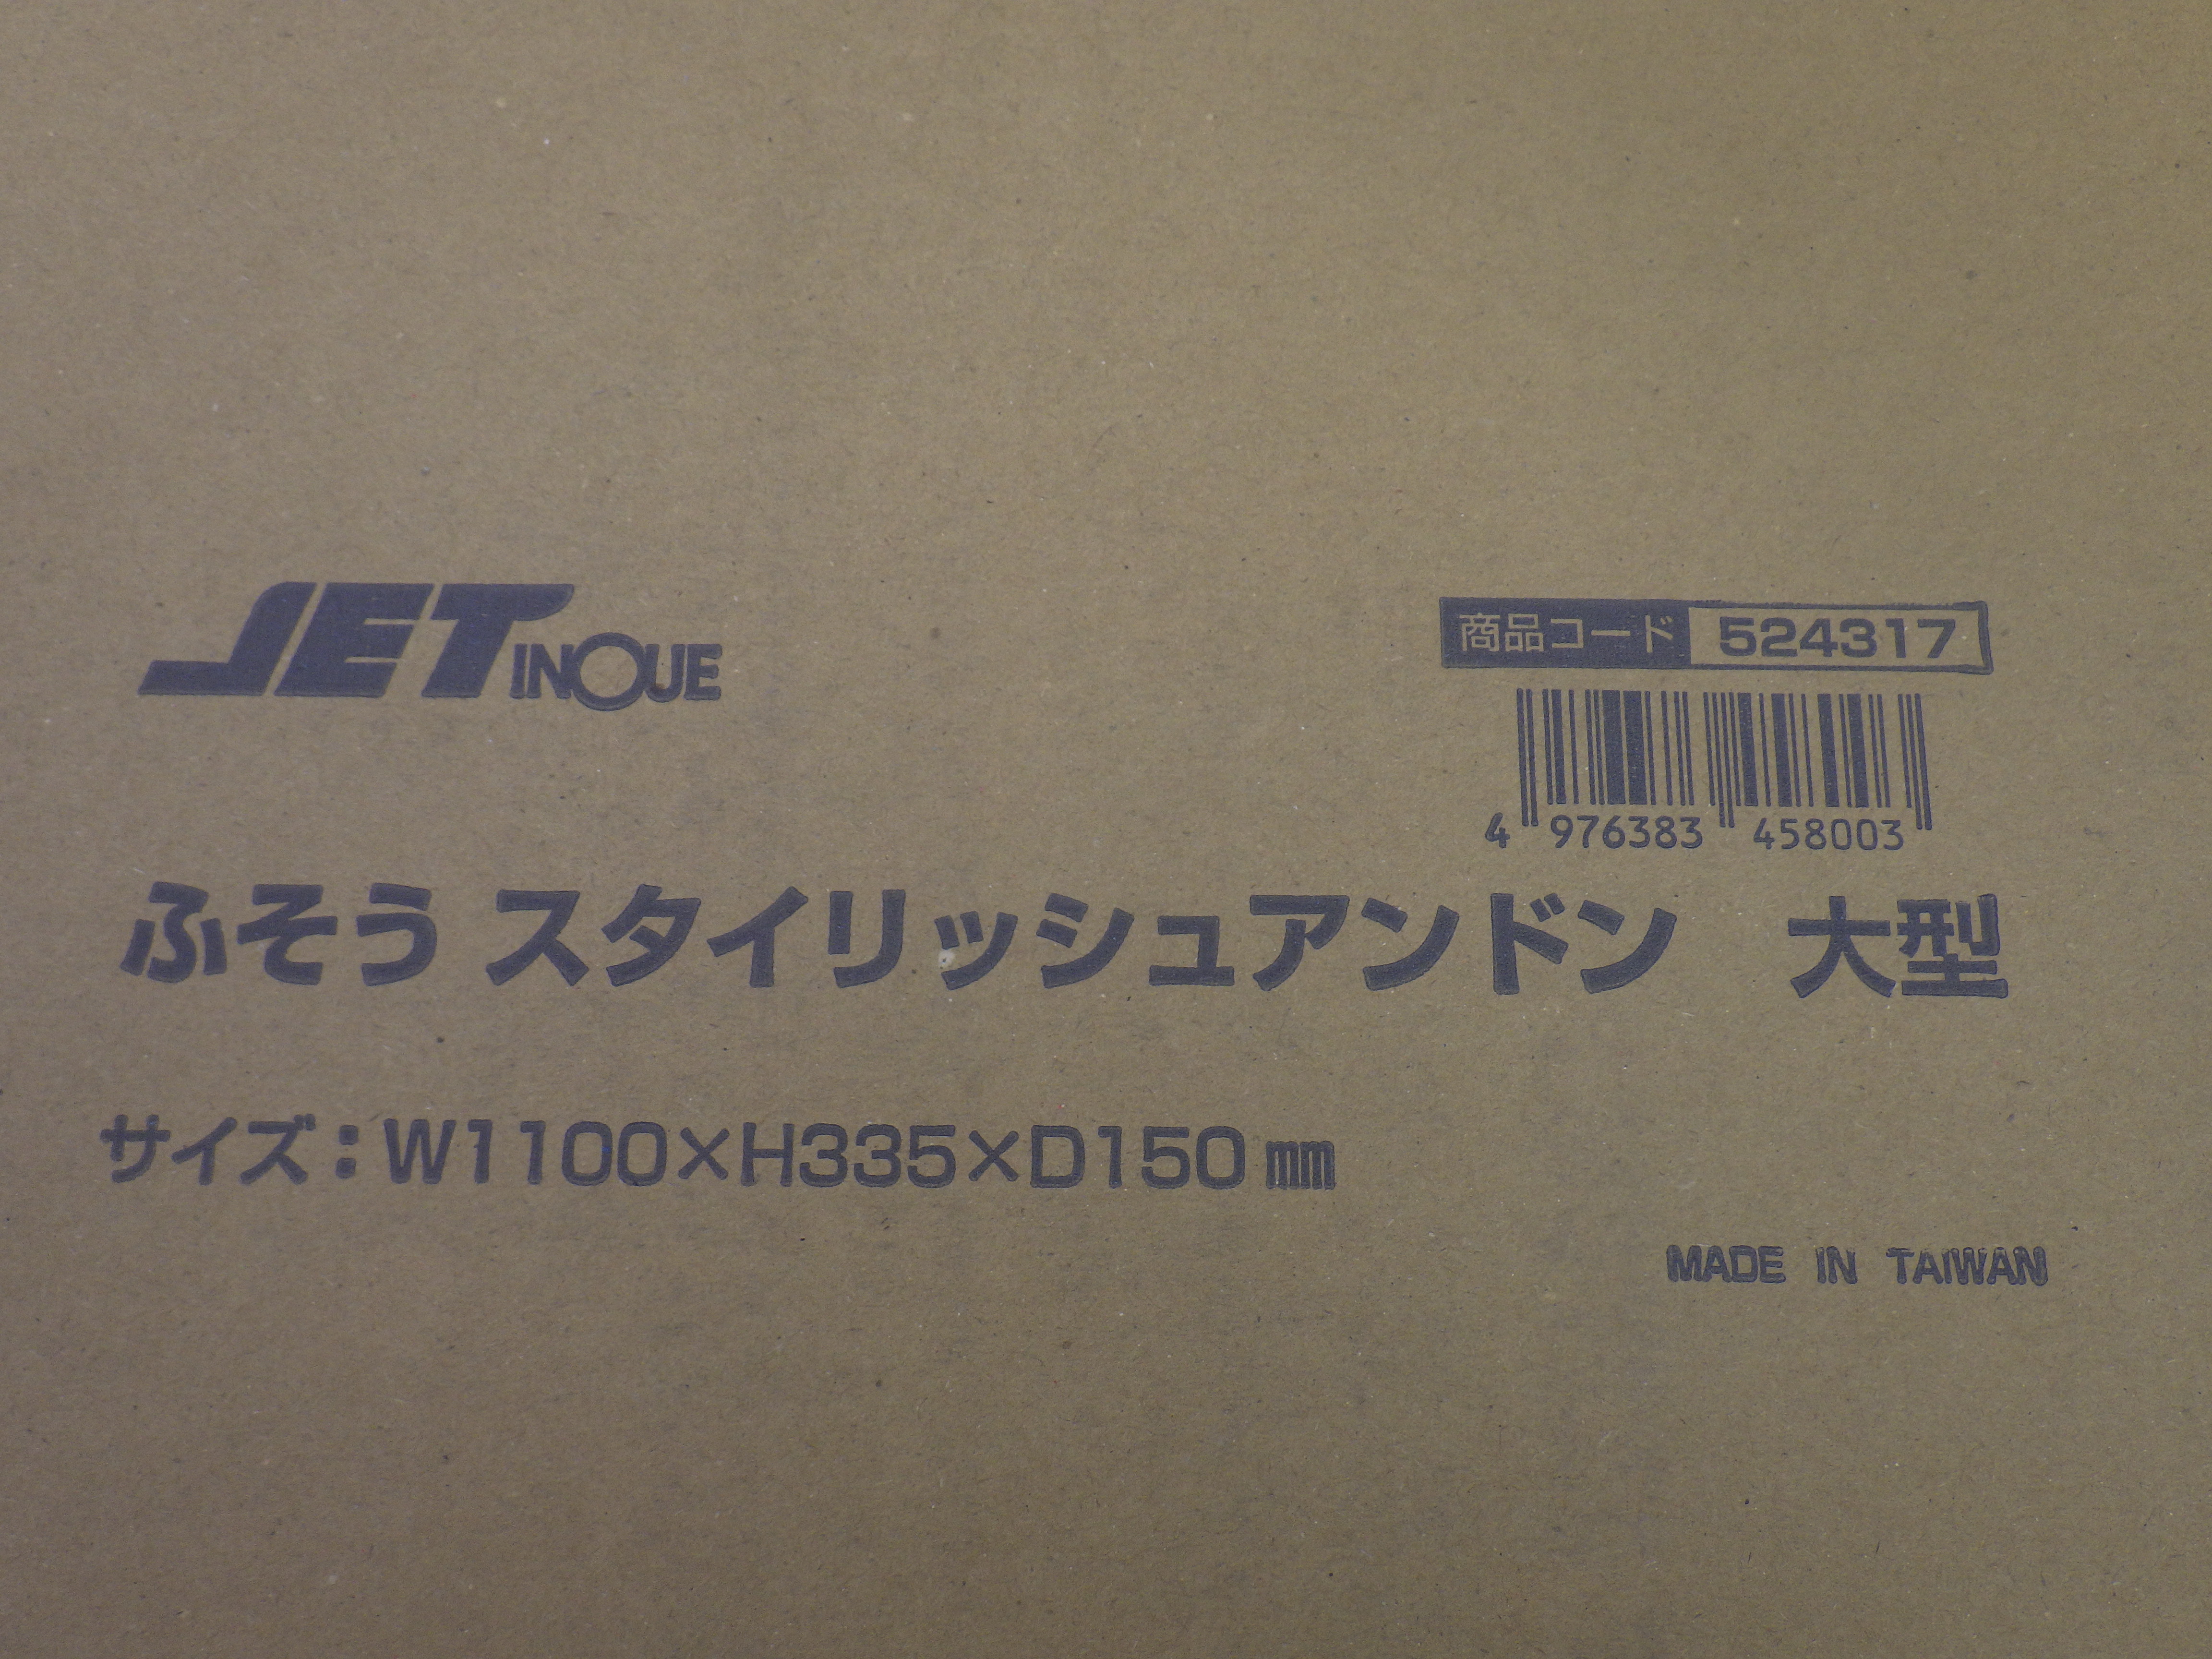 JET INOUE
商品コード 524317
4 976383 458003
ふそう スタイリッシュアンドン 大型
サイズ:W1100×H335×D150㎜
MADE IN TAIWAN